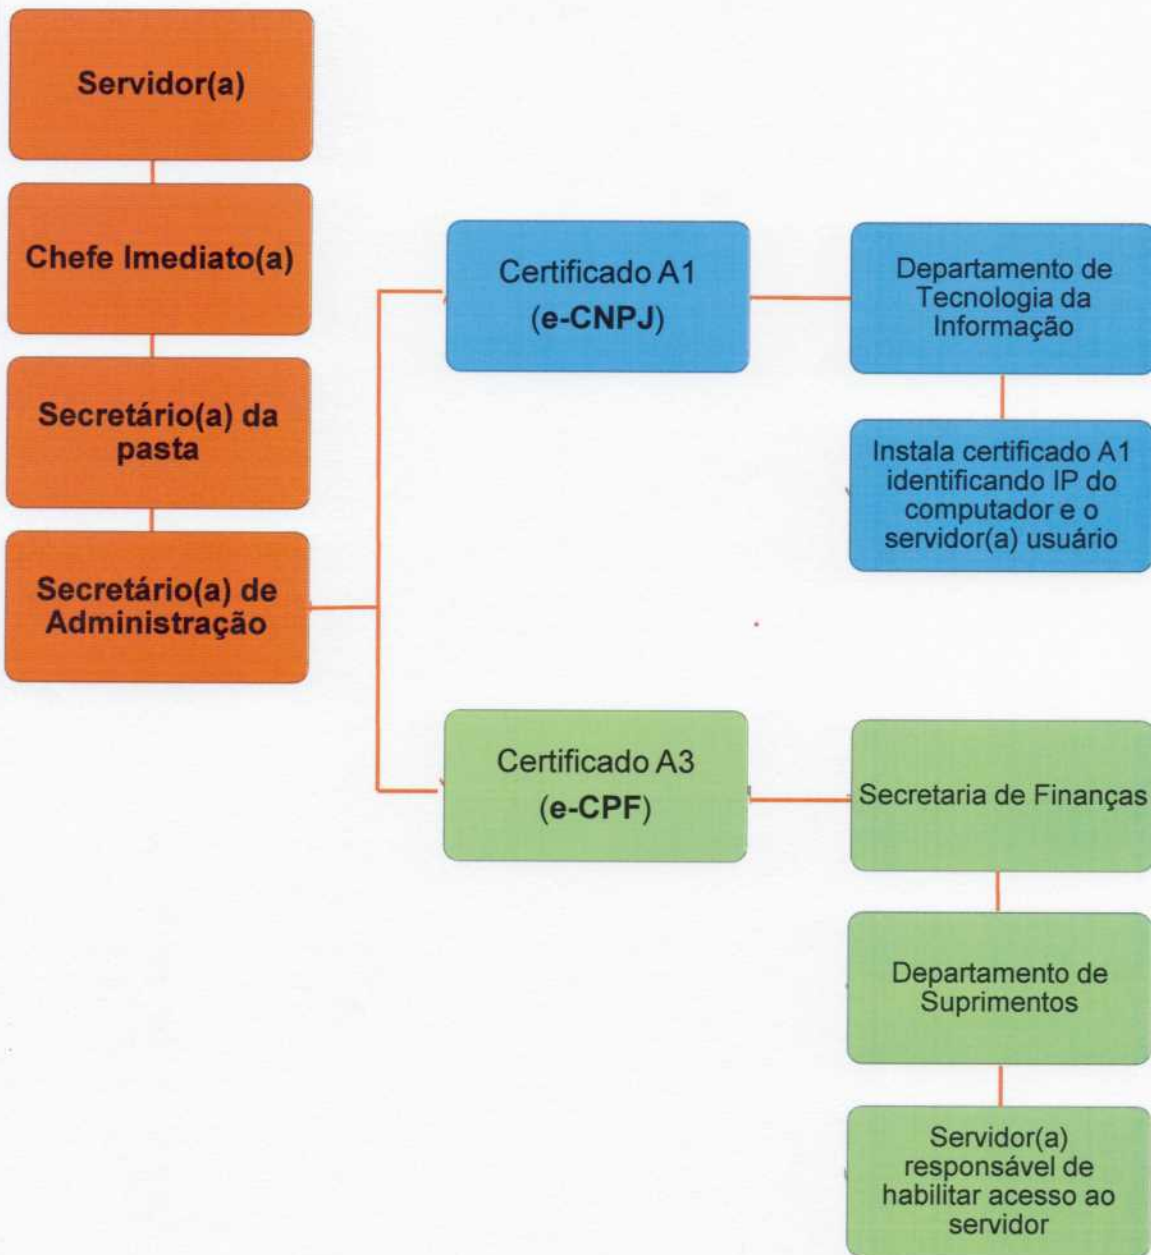 Servidor(a)
Chefe Imediato(a)
Secretário(a) da
pasta
Secretário(a) de
Administração
Certificado A1
(e-CNPJ)
Departamento de
Tecnologia da
Informação
Instala certificado A1
identificando IP do
computador e o
servidor(a) usuário
Certificado A3
(e-CPF)
Secretaria de Finanças
Departamento de
Suprimentos
Servidor(a)
responsável de
habilitar acesso ao
servidor